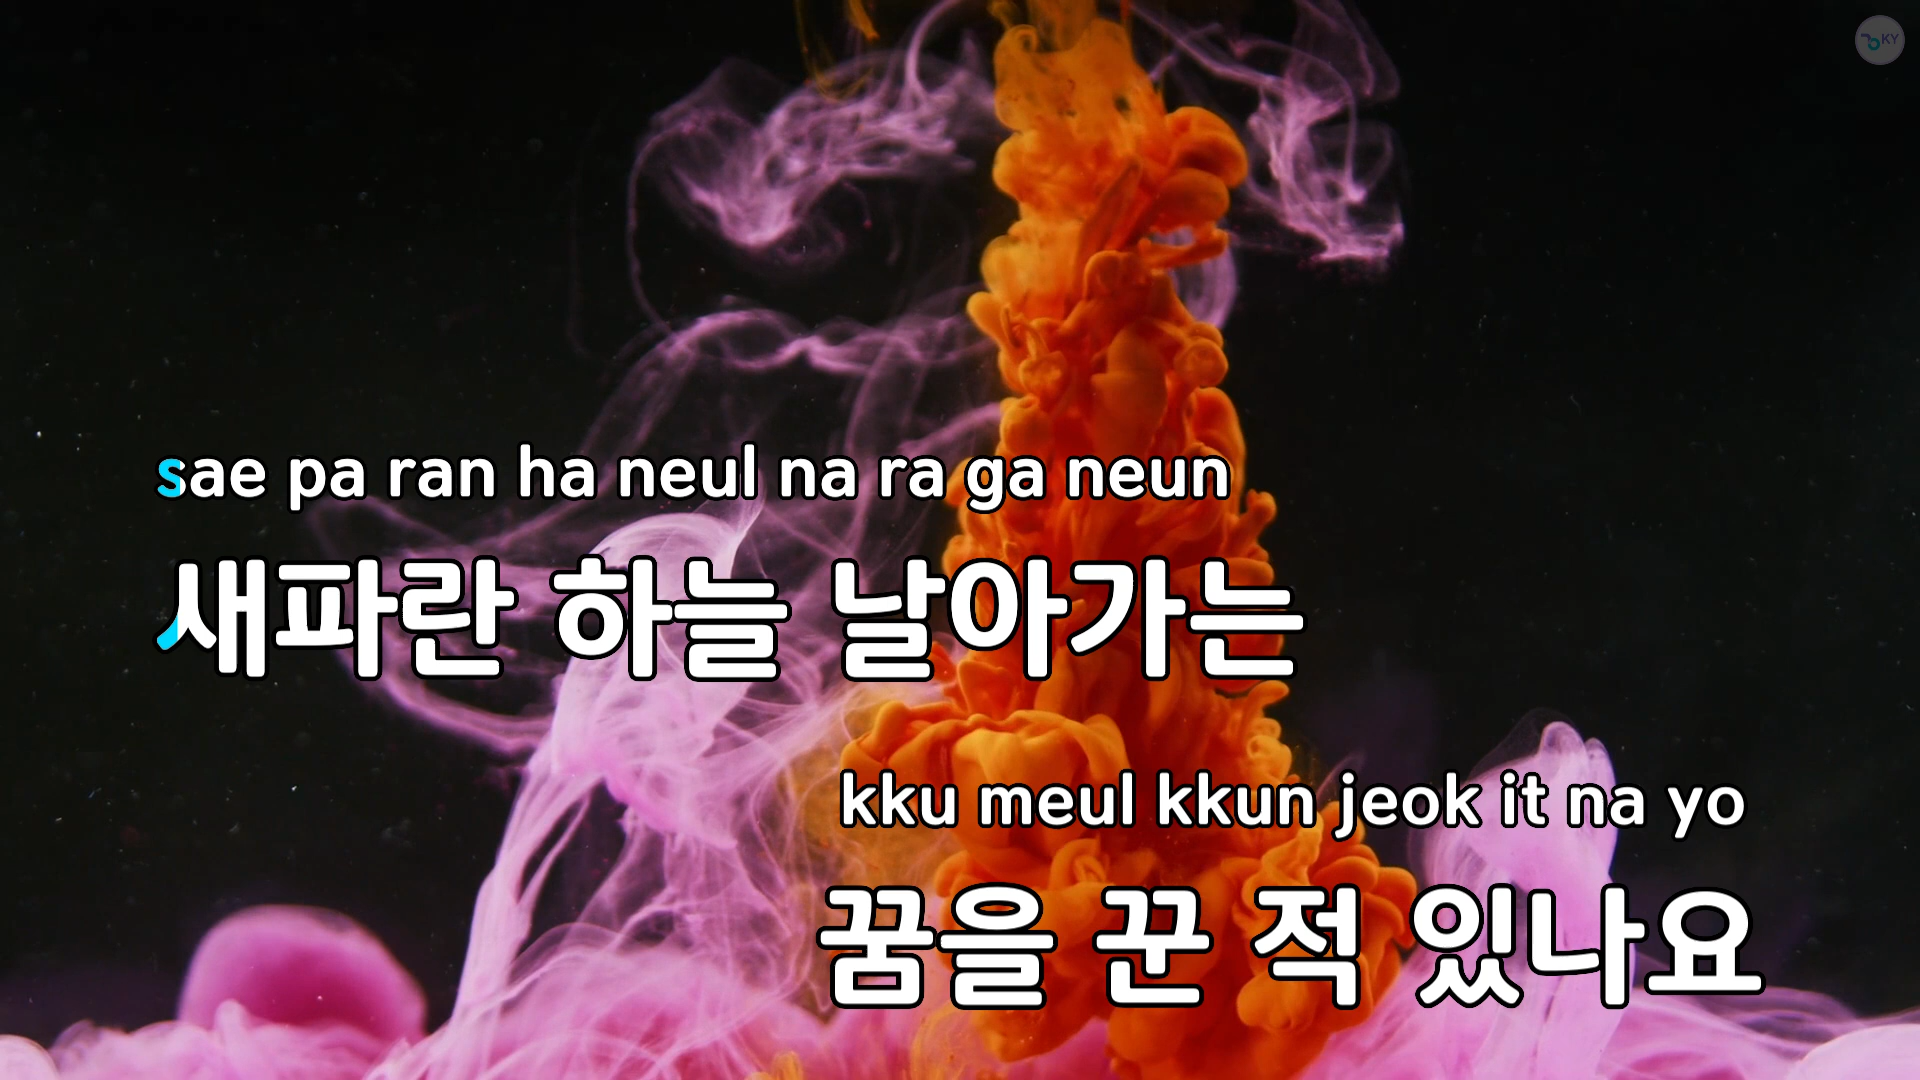 KY
sae pa ran ha neul na ra ga neun
새파란 하늘 날아가는
kku meul kkun jeok it na yo
꿈을 꾼 적 있나요